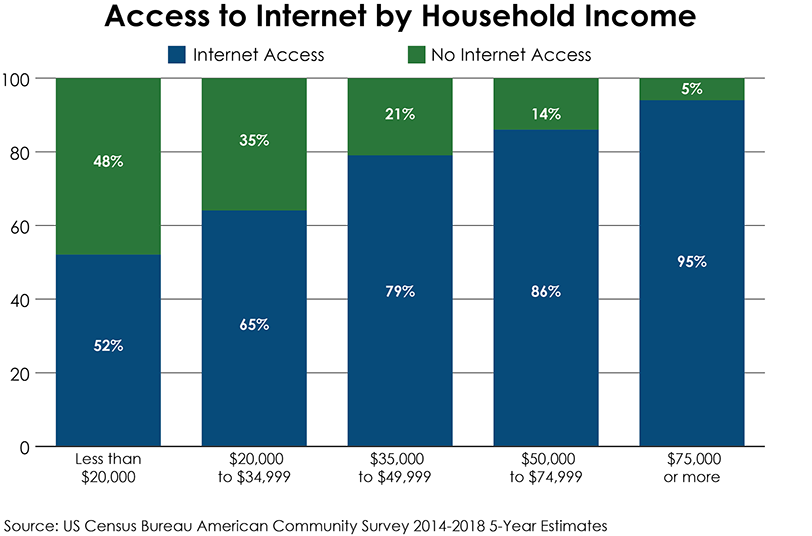 Access to Internet by Household Income
Internet Access
No Internet Access
100
80
60
40
20
0
48%
52%
35%
65%
21%
79%
14%
86%
5%
95%
Less than
$20,000
$20,000
to $34,999
$35,000
to $49,999
$50,000
to $74,999
$75,000
or more
Source: US Census Bureau American Community Survey 2014-2018 5-Year Estimates